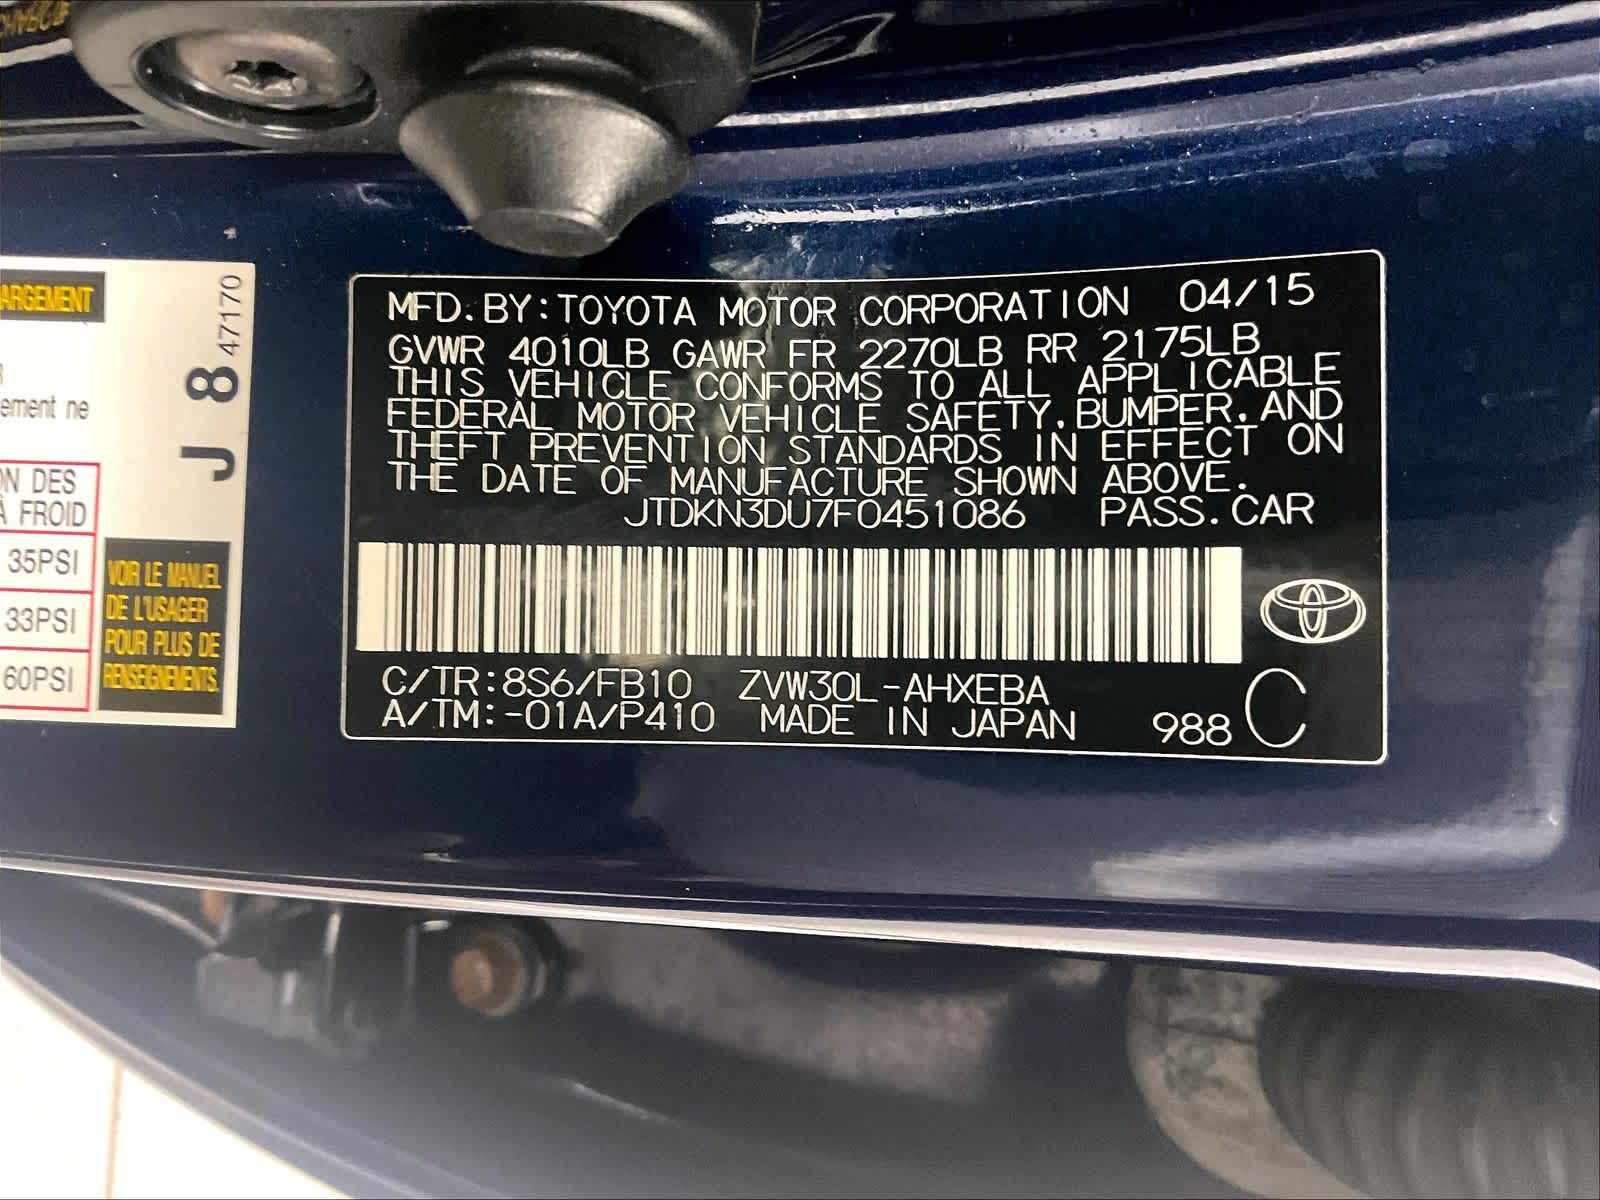 MFD. BY: TOYOTA MOTOR CORPORATION 04/15
GVWR 4010LB GAWR FR 2270LB RR 2175LB
THIS VEHICLE CONFORMS TO ALL APPLICABLE
FEDERAL MOTOR VEHICLE SAFETY, BUMPER, AND
THEFT PREVENTION STANDARDS IN EFFECT ON
THE DATE OF MANUFACTURE SHOWN ABOVE.
JTDKN3DU7F0451086 PASS. CAR
C/TR: 8S6/FB10 ZVW30L-AHXEBA
A/TM: -01A/P410 MADE IN JAPAN 988 C
ARGEMENT
ement ne
ON DES
À FROID
35PSI
33PSI
60PSI
J 8 47170
VOIR LE MANUEL
DE L'USAGER
POUR PLUS DE
RENSEIGNEMENTS.